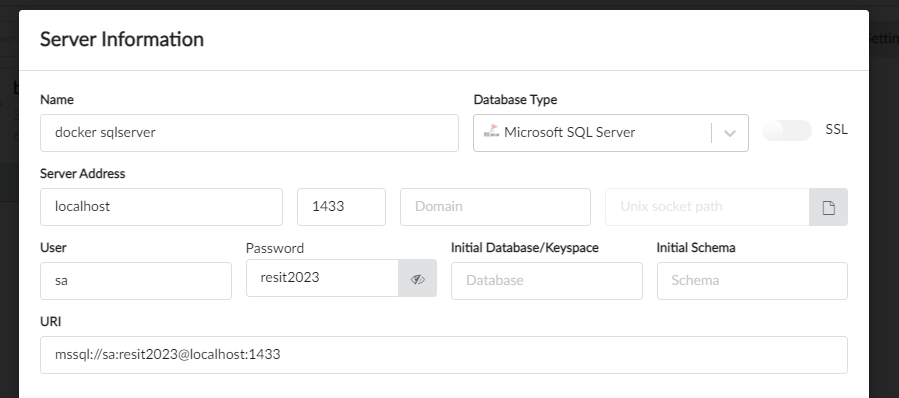 Server Information
Name
Database Type
docker sqlserver
Microsoft SQL Server
SSL
Server Address
localhost
1433
Domain
Unix socket path
User
Password
Initial Database/Keyspace
Initial Schema
sa
resit2023
Database
Schema
URI
mssql://sa:resit2023@localhost:1433